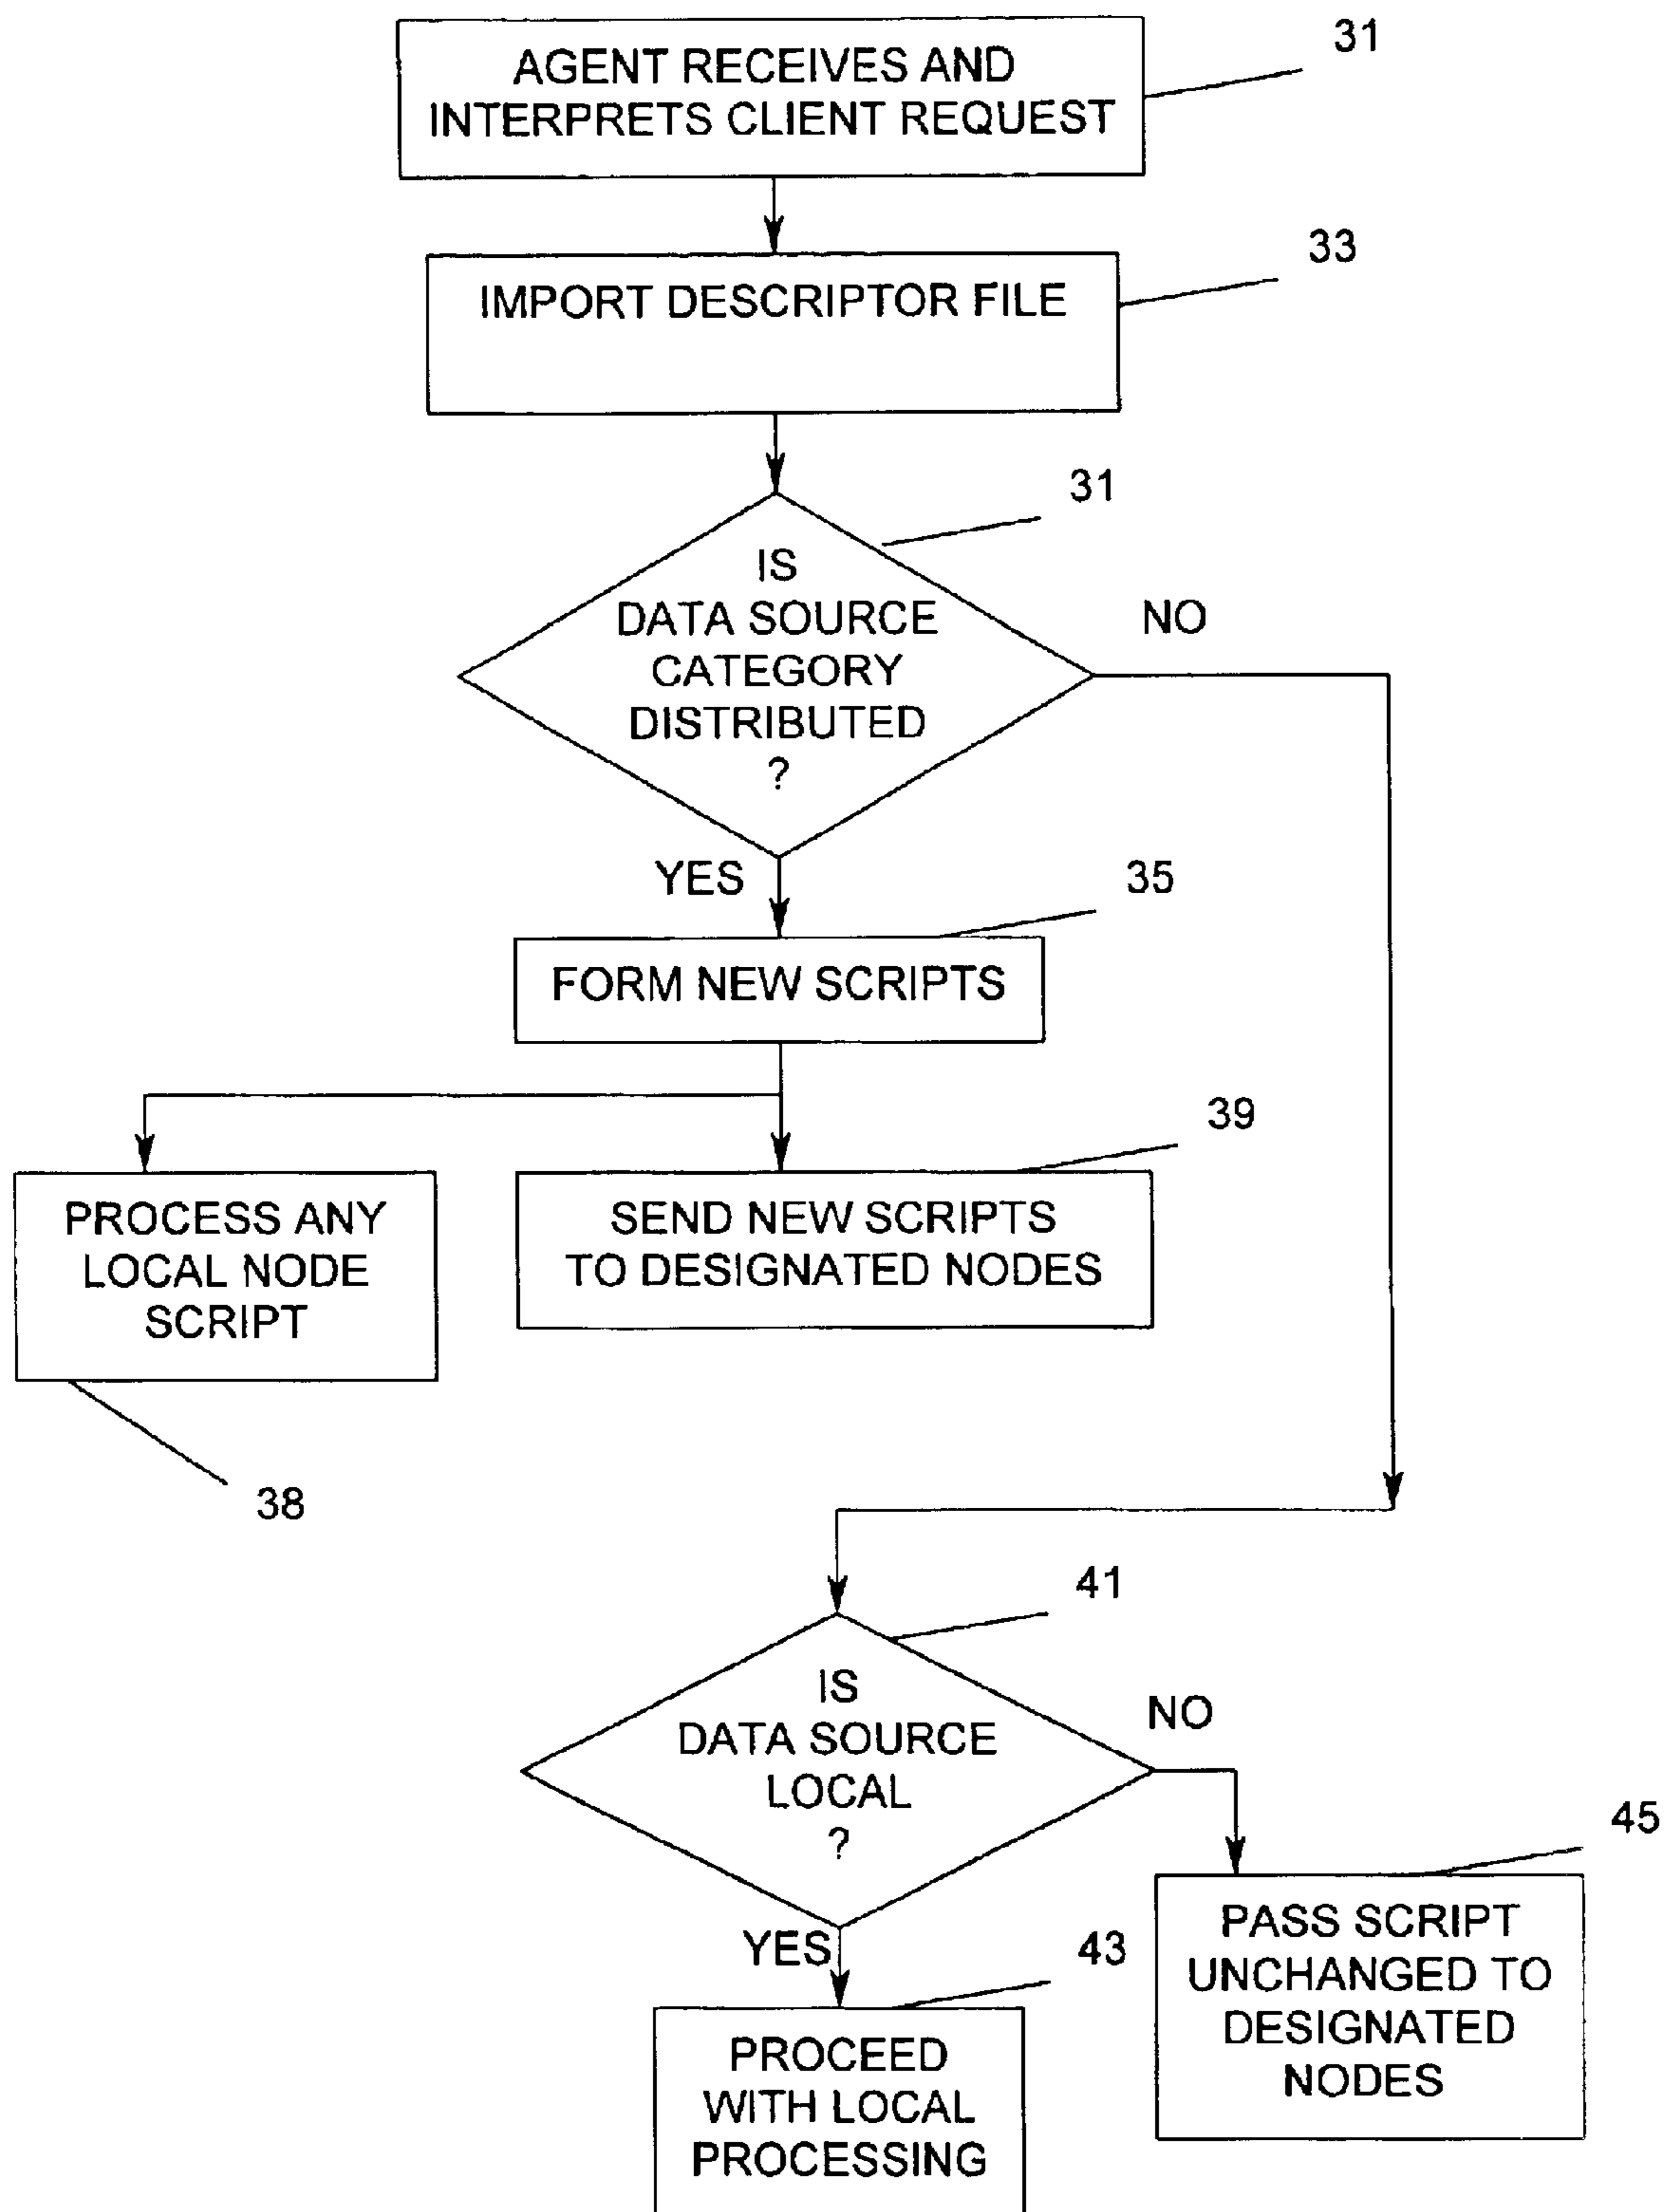 31
AGENT RECEIVES AND
INTERPRETS CLIENT REQUEST
33
IMPORT DESCRIPTOR FILE
31
IS
DATA SOURCE
CATEGORY
DISTRIBUTED
?
NO
YES
35
FORM NEW SCRIPTS
39
PROCESS ANY
LOCAL NODE
SCRIPT
SEND NEW SCRIPTS
TO DESIGNATED NODES
38
41
IS
DATA SOURCE
LOCAL
?
NO
45
YES
43
PASS SCRIPT
UNCHANGED TO
DESIGNATED
NODES
PROCEED
WITH LOCAL
PROCESSING